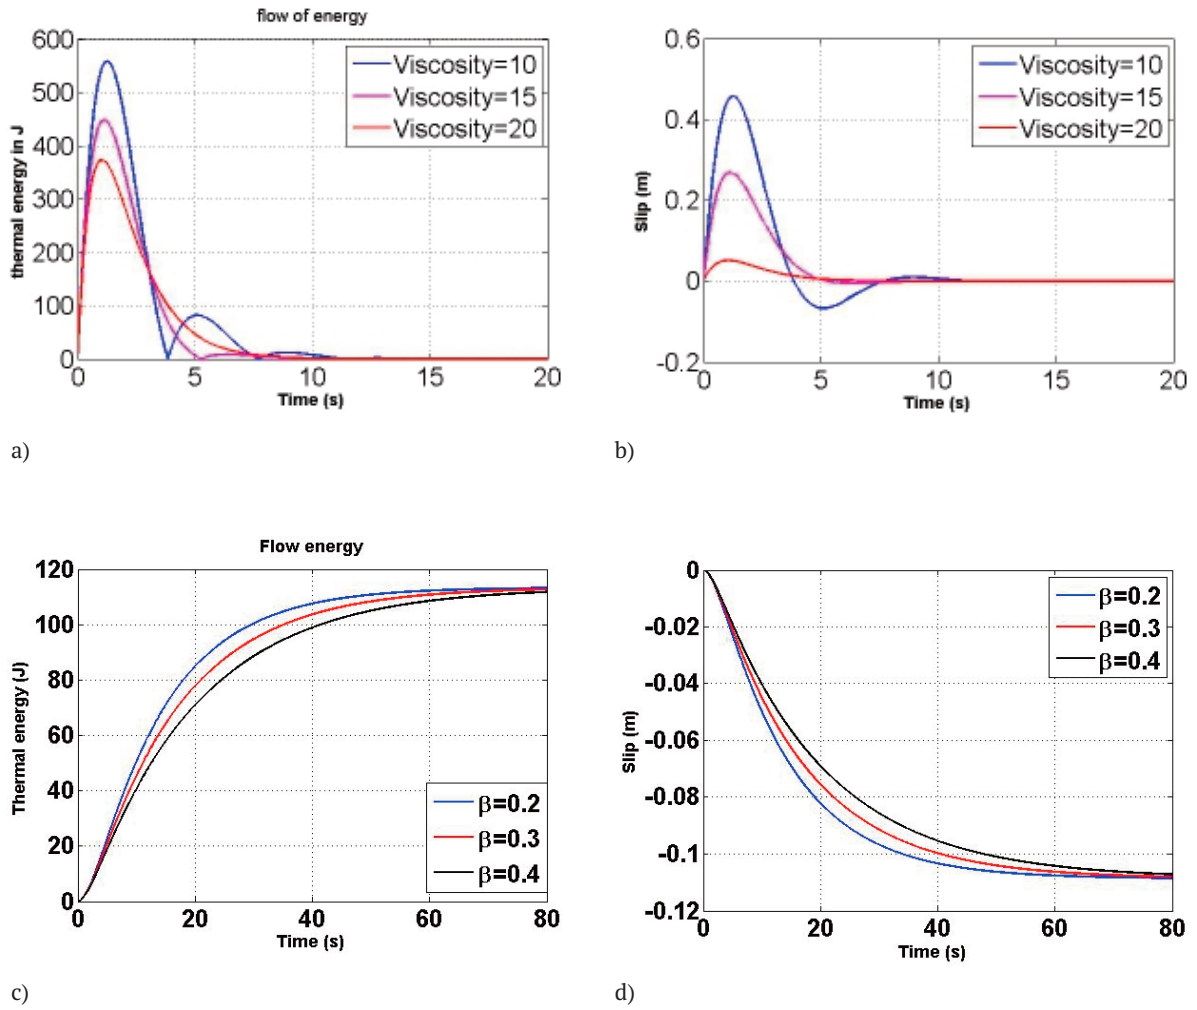 flow of energy
600
500
400
300
200
100
0
thermal energy in J
Viscosity=10
Viscosity=15
Viscosity=20
0 5 10 15 20
Time (s)
a)
0.6
0.4
0.2
0
-0.2
Slip (m)
Viscosity=10
Viscosity=15
Viscosity=20
0 5 10 15 20
Time (s)
b)
Flow energy
120
100
80
60
40
20
0
Thermal energy (J)
β=0.2
β=0.3
β=0.4
0 20 40 60 80
Time (s)
c)
0
-0.02
-0.04
-0.06
-0.08
-0.1
-0.12
Slip (m)
β=0.2
β=0.3
β=0.4
0 20 40 60 80
Time (s)
d)